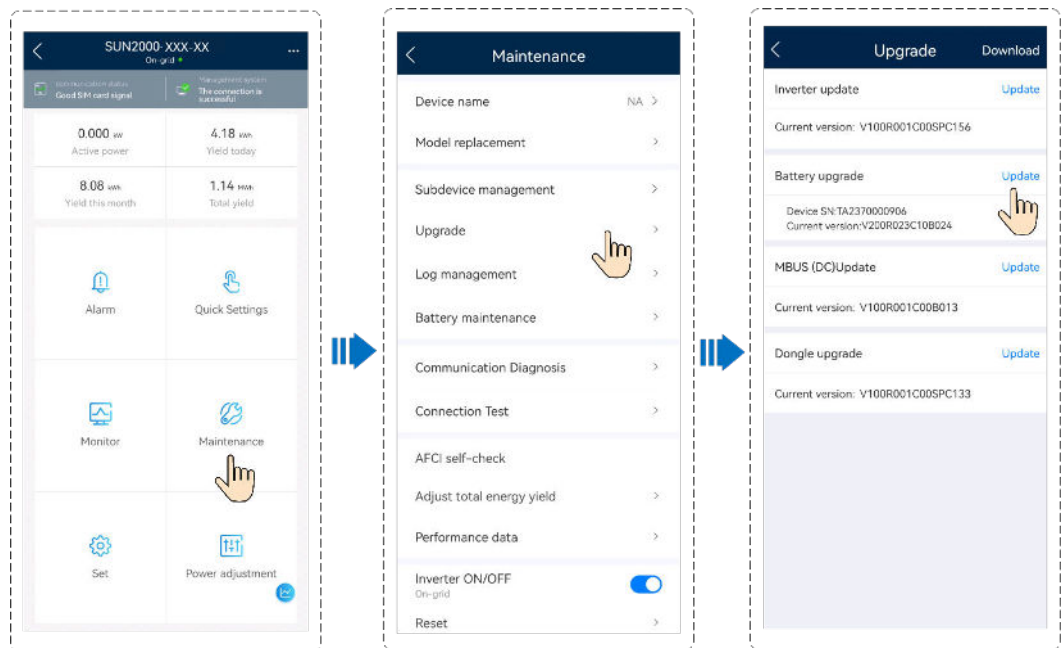 SUN2000-XXX-XX
On-grid
communication status
Good SIM card signal
Management system
The connection is successful
0.000 kW
Active power
4.18 kWh
Yield today
8.08 kWh
Yield this month
1.14 MWh
Total yield
Alarm
Quick Settings
Monitor
Maintenance
Set
Power adjustment
Maintenance
Device name NA
Model replacement
Subdevice management
Upgrade
Log management
Battery maintenance
Communication Diagnosis
Connection Test
AFCI self-check
Adjust total energy yield
Performance data
Inverter ON/OFF
On-grid
Reset
Upgrade Download
Inverter update Update
Current version: V100R001C00SPC156
Battery upgrade Update
Device SN:TA2370000906
Current version:V200R023C10B024
MBUS (DC)Update Update
Current version: V100R001C00B013
Dongle upgrade Update
Current version: V100R001C00SPC133